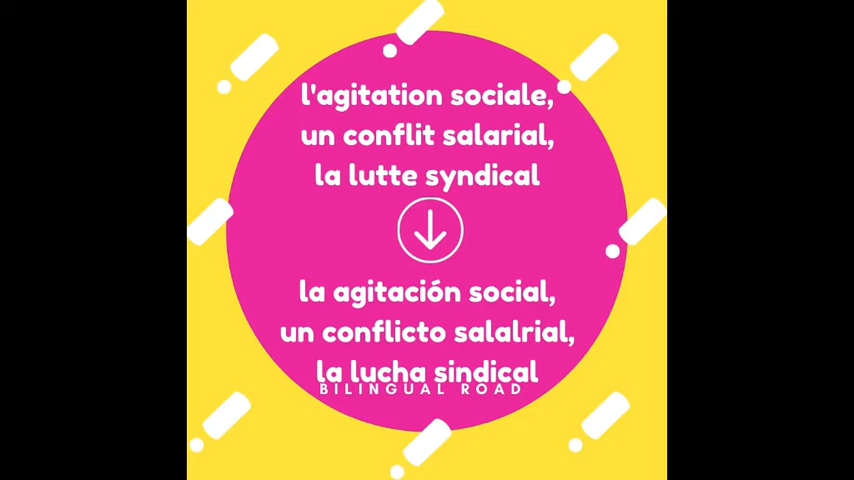 l'agitation sociale,
un conflit salarial,
la lutte syndical
la agitación social,
un conflicto salalrial,
la lucha sindical
BILINGUAL ROAD